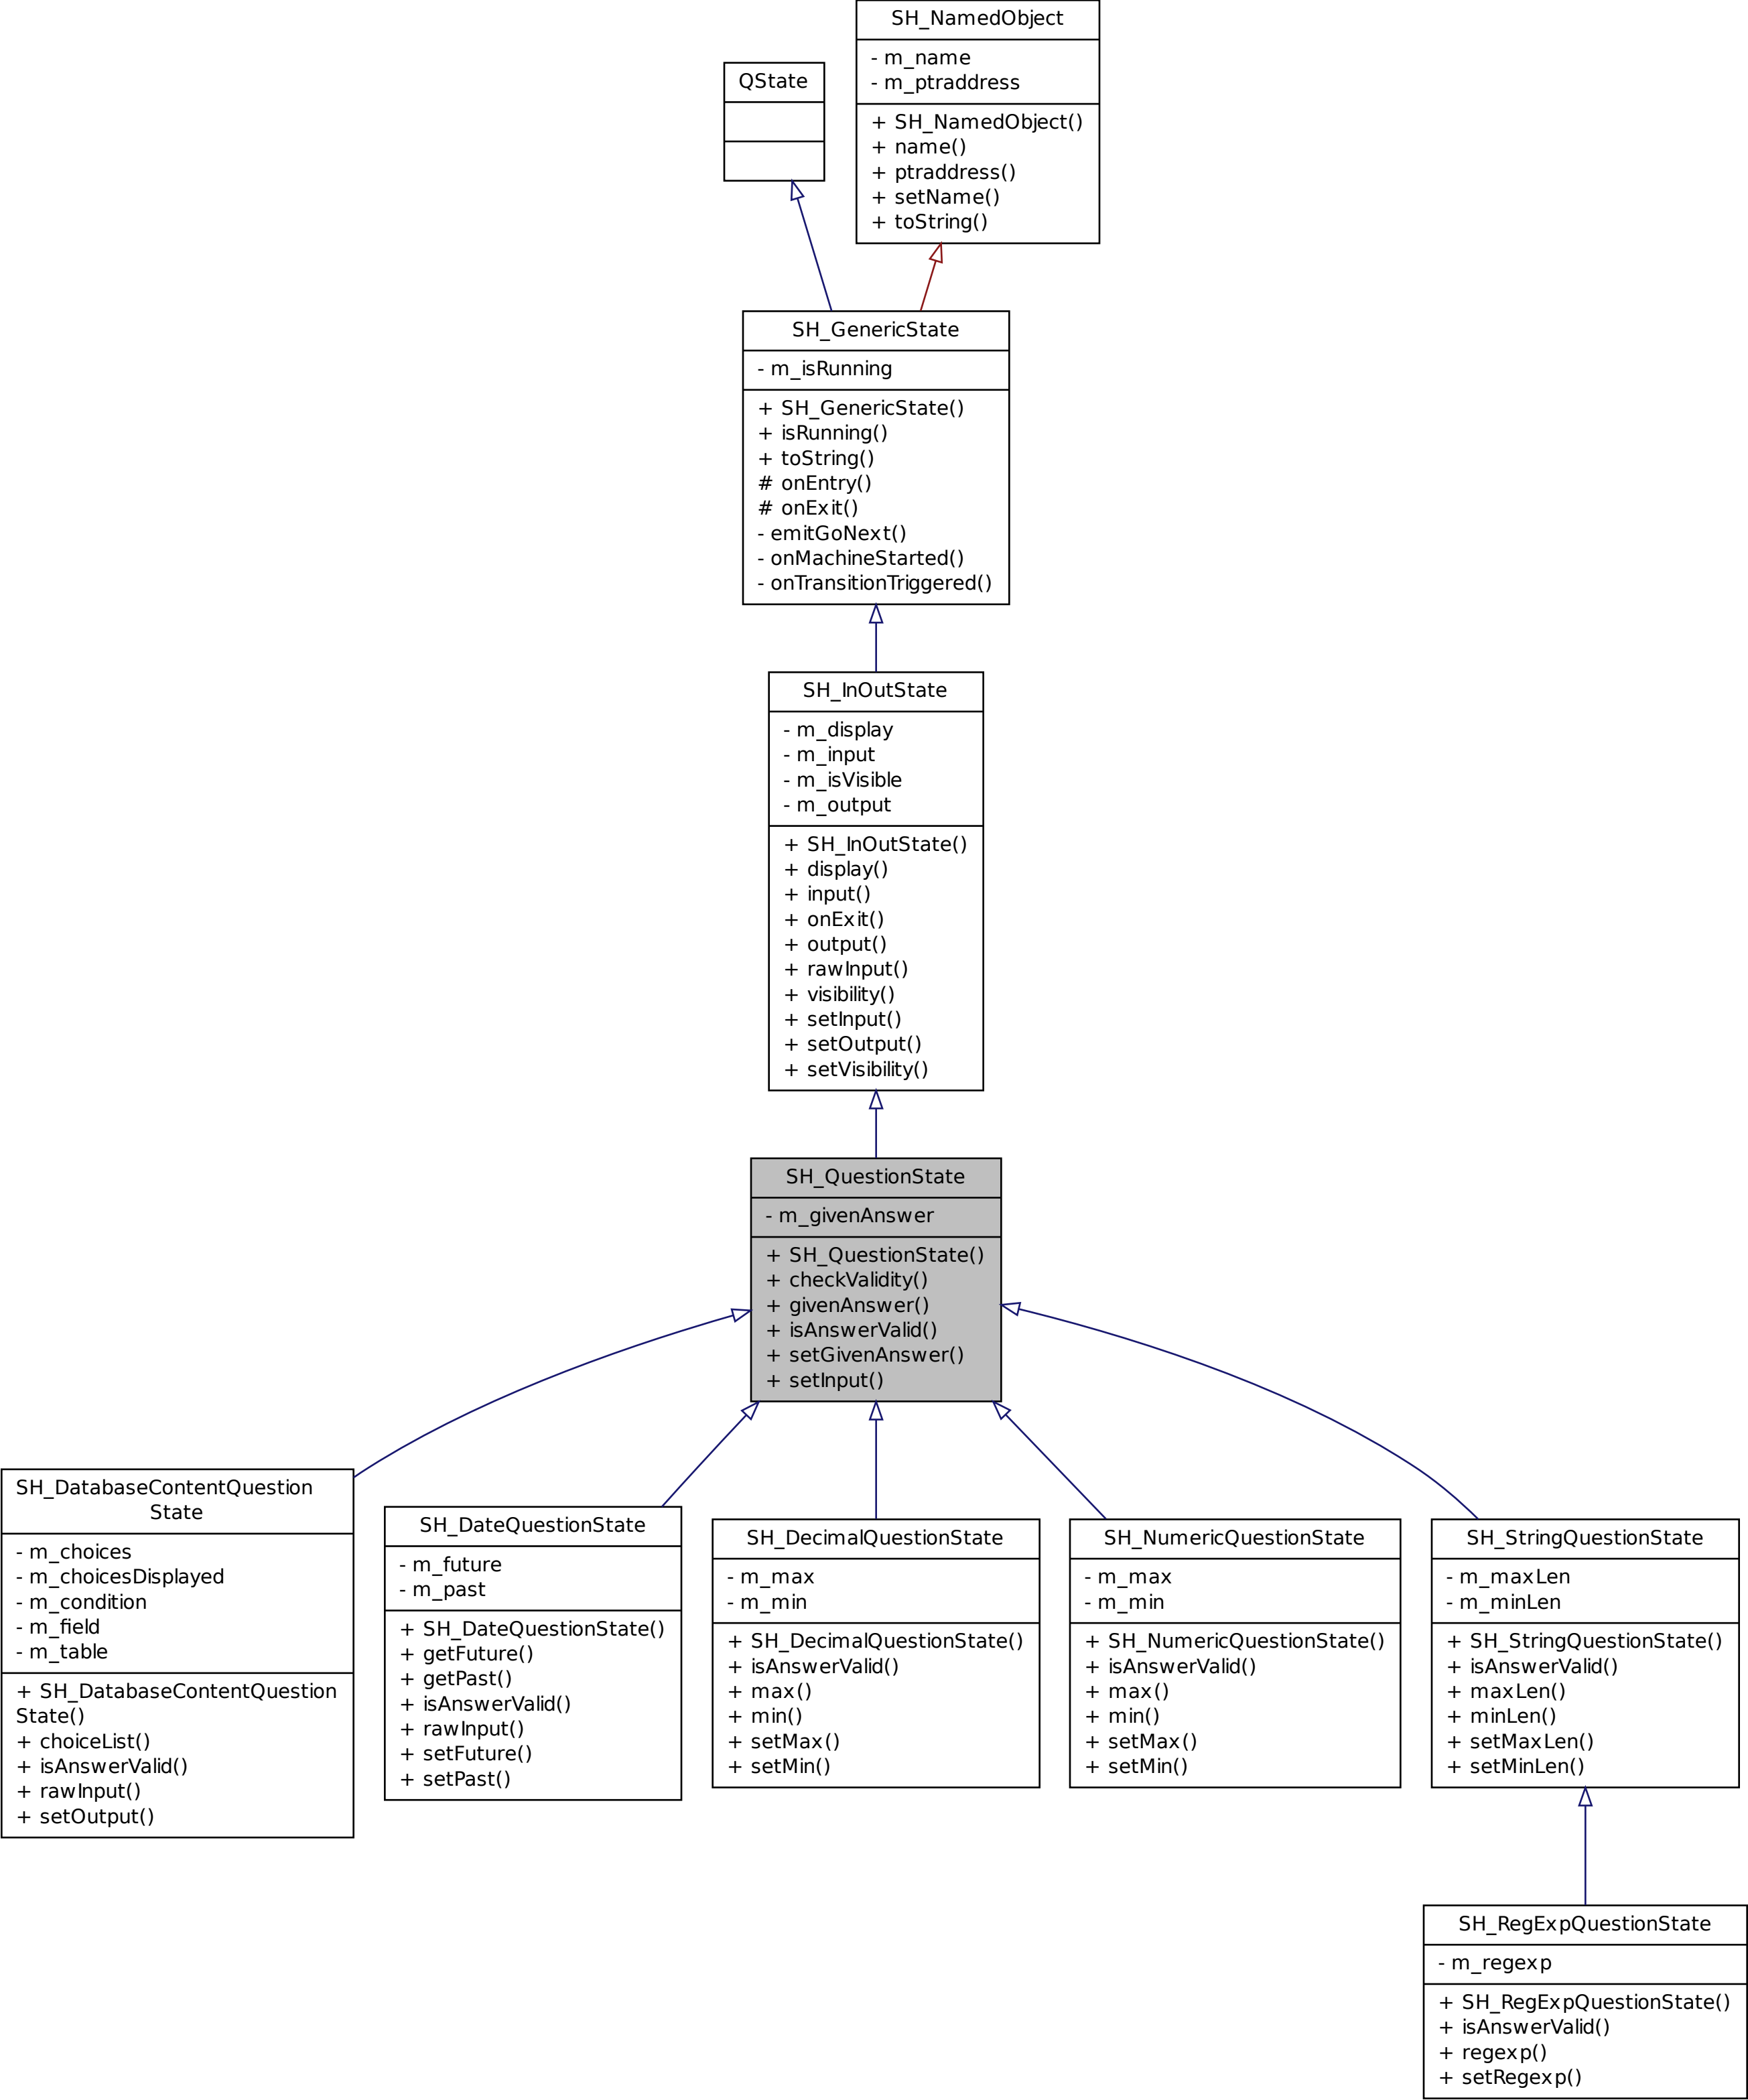 SH_NamedObject
- m_name
- m_ptraddress
+ SH_NamedObject()
+ name()
+ ptraddress()
+ setName()
+ toString()
QState
SH_GenericState
- m_isRunning
+ SH_GenericState()
+ isRunning()
+ toString()
# onEntry()
# onExit()
- emitGoNext()
- onMachineStarted()
- onTransitionTriggered()
SH_InOutState
- m_display
- m_input
- m_isVisible
- m_output
+ SH_InOutState()
+ display()
+ input()
+ onExit()
+ output()
+ rawInput()
+ visibility()
+ setInput()
+ setOutput()
+ setVisibility()
SH_QuestionState
- m_givenAnswer
+ SH_QuestionState()
+ checkValidity()
+ givenAnswer()
+ isAnswerValid()
+ setGivenAnswer()
+ setInput()
SH_DatabaseContentQuestion
State
- m_choices
- m_choicesDisplayed
- m_condition
- m_field
- m_table
+ SH_DatabaseContentQuestion
State()
+ choiceList()
+ isAnswerValid()
+ rawInput()
+ setOutput()
SH_DateQuestionState
- m_future
- m_past
+ SH_DateQuestionState()
+ getFuture()
+ getPast()
+ isAnswerValid()
+ rawInput()
+ setFuture()
+ setPast()
SH_DecimalQuestionState
- m_max
- m_min
+ SH_DecimalQuestionState()
+ isAnswerValid()
+ max()
+ min()
+ setMax()
+ setMin()
SH_NumericQuestionState
- m_max
- m_min
+ SH_NumericQuestionState()
+ isAnswerValid()
+ max()
+ min()
+ setMax()
+ setMin()
SH_StringQuestionState
- m_maxLen
- m_minLen
+ SH_StringQuestionState()
+ isAnswerValid()
+ maxLen()
+ minLen()
+ setMaxLen()
+ setMinLen()
SH_RegExpQuestionState
- m_regexp
+ SH_RegExpQuestionState()
+ isAnswerValid()
+ regexp()
+ setRegexp()